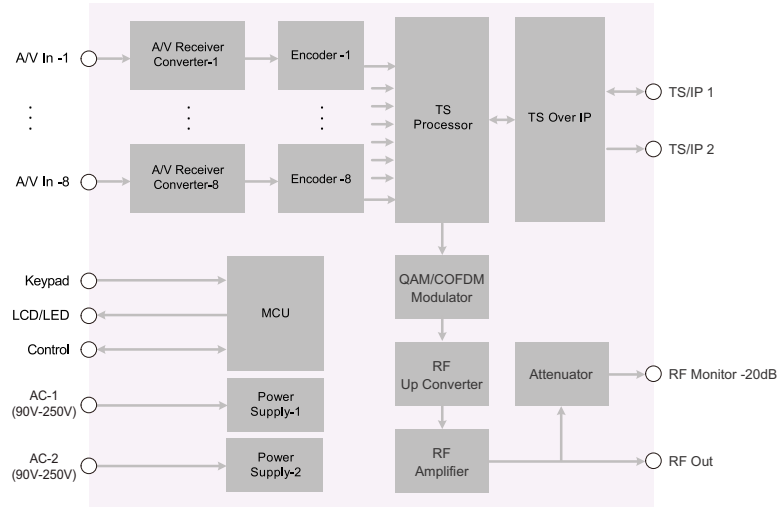 A/V In -1
A/V Receiver
Converter-1
Encoder -1
TS
Processor
TS Over IP
TS/IP 1
TS/IP 2
A/V In -8
A/V Receiver
Converter-8
Encoder -8
Keypad
LCD/LED
Control
MCU
QAM/COFDM
Modulator
RF
Up Converter
Attenuator
RF Monitor -20dB
AC-1
(90V-250V)
Power
Supply-1
AC-2
(90V-250V)
Power
Supply-2
RF
Amplifier
RF Out